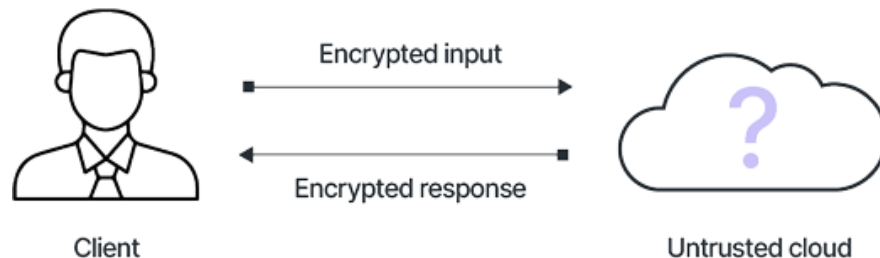 Encrypted input
?
Encrypted response
Client
Untrusted cloud